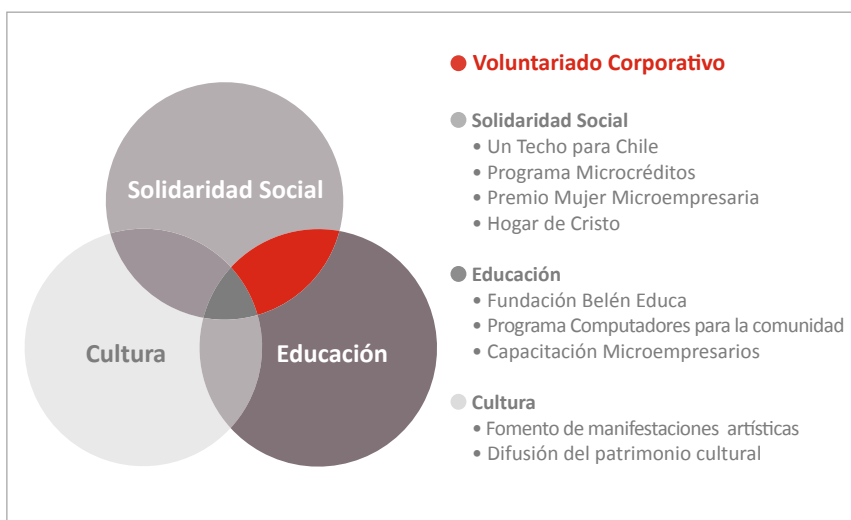 Solidaridad Social
Cultura
Educación
Voluntariado Corporativo
Solidaridad Social
• Un Techo para Chile
• Programa Microcréditos
• Premio Mujer Microempresaria
• Hogar de Cristo
Educación
• Fundación Belén Educa
• Programa Computadores para la comunidad
• Capacitación Microempresarios
Cultura
• Fomento de manifestaciones artísticas
• Difusión del patrimonio cultural